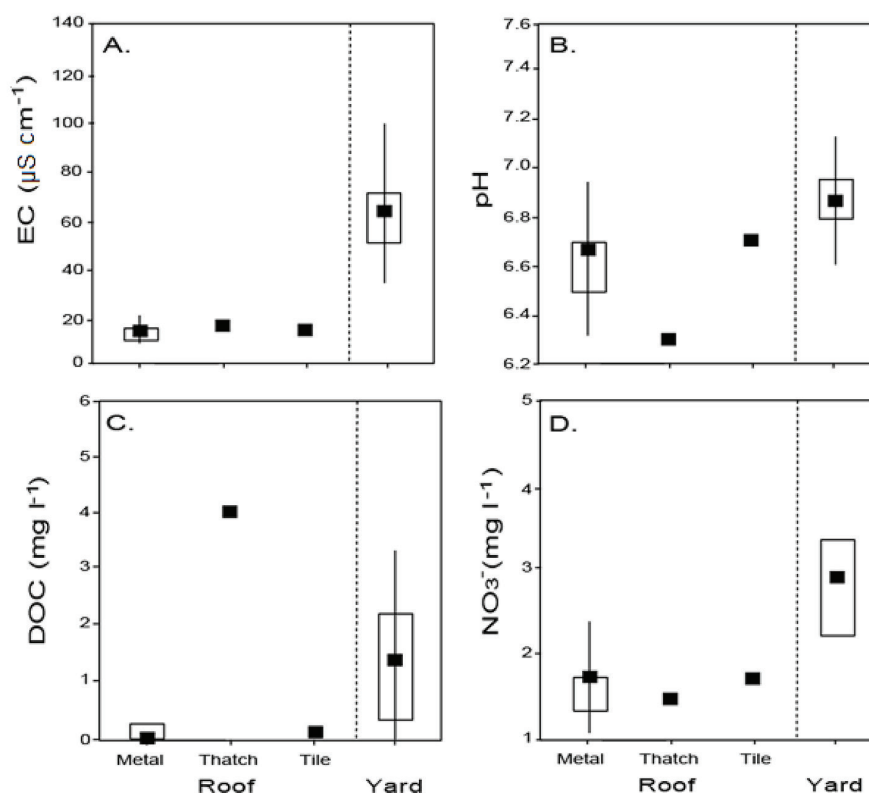 A.
EC (µS cm⁻¹)
140
120
100
80
60
40
20
0
B.
pH
7.6
7.4
7.2
7.0
6.8
6.6
6.4
6.2
C.
DOC (mg l⁻¹)
6
5
4
3
2
1
0
Metal Thatch Tile
Roof Yard
D.
NO₃⁻(mg l⁻¹)
5
4
3
2
1
Metal Thatch Tile
Roof Yard